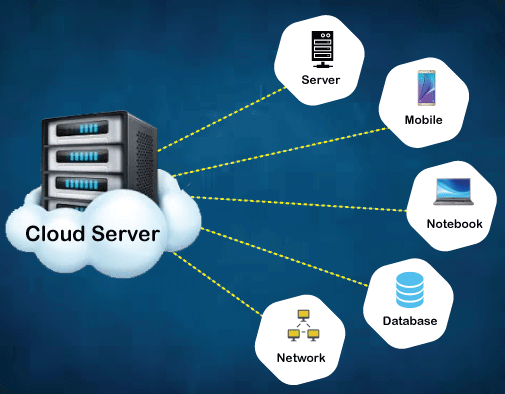 Server
Mobile
Notebook
Cloud Server
Database
Network